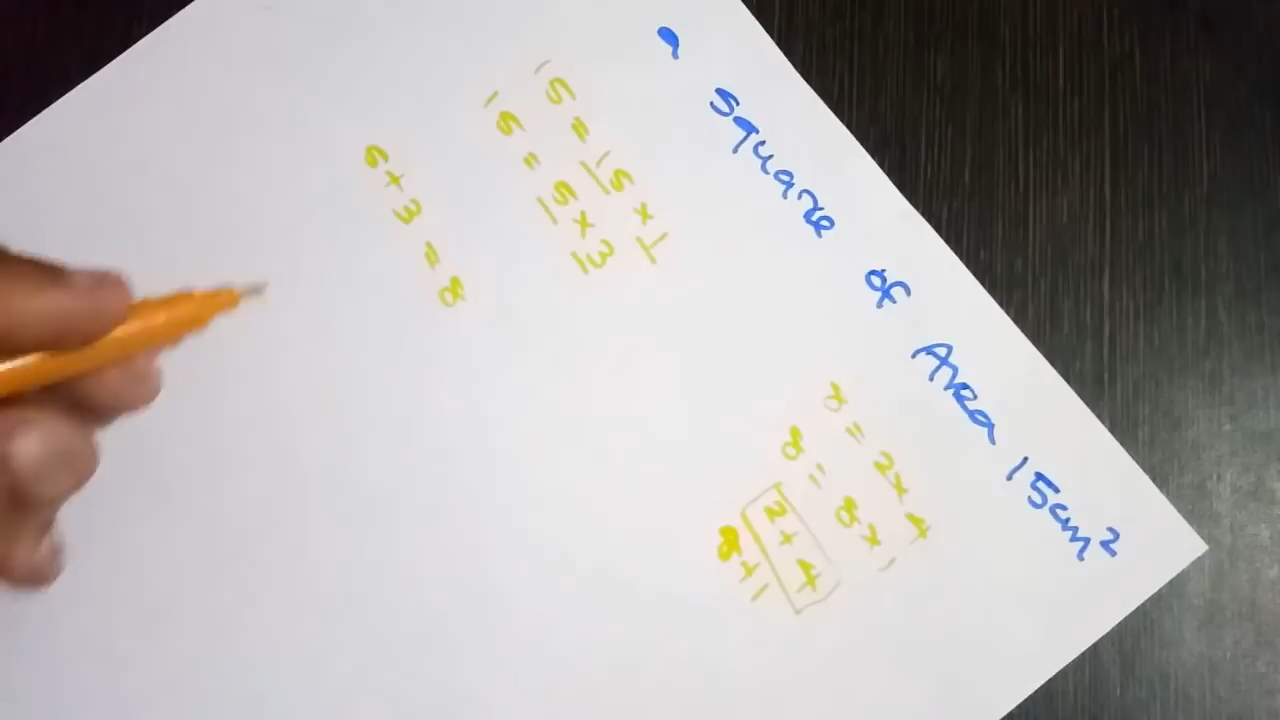 • Square of Area 15cm²
15 = 15 x 1
15 = 5 x 3
5 + 3 = 8
8 = 2 x 4
8 = 8 x 1
2 + 4
8 + 1